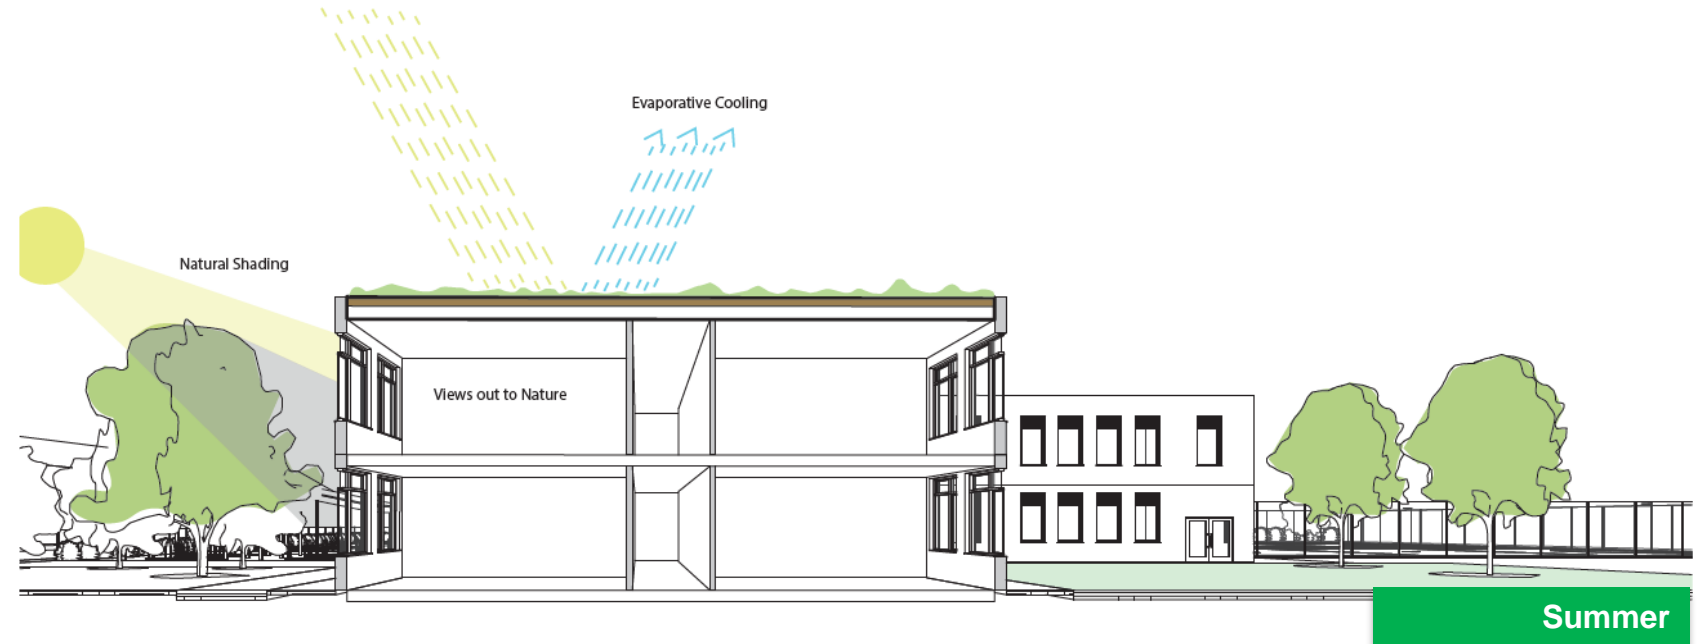 Evaporative Cooling
Natural Shading
Views out to Nature
Summer